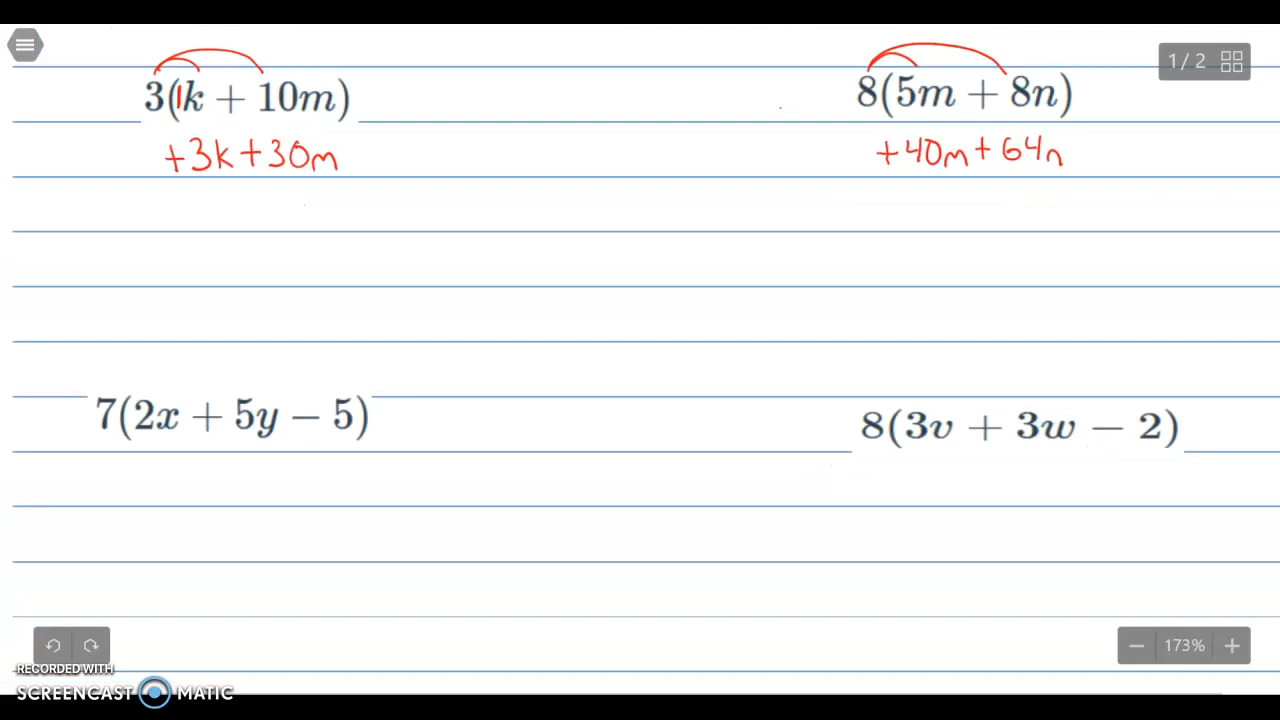 1 / 2
3(1k + 10m)
+3k+30m
8(5m + 8n)
+40m+64n
7(2x + 5y − 5)
8(3v + 3w − 2)
173%
RECORDED WITH
SCREENCAST MATIC